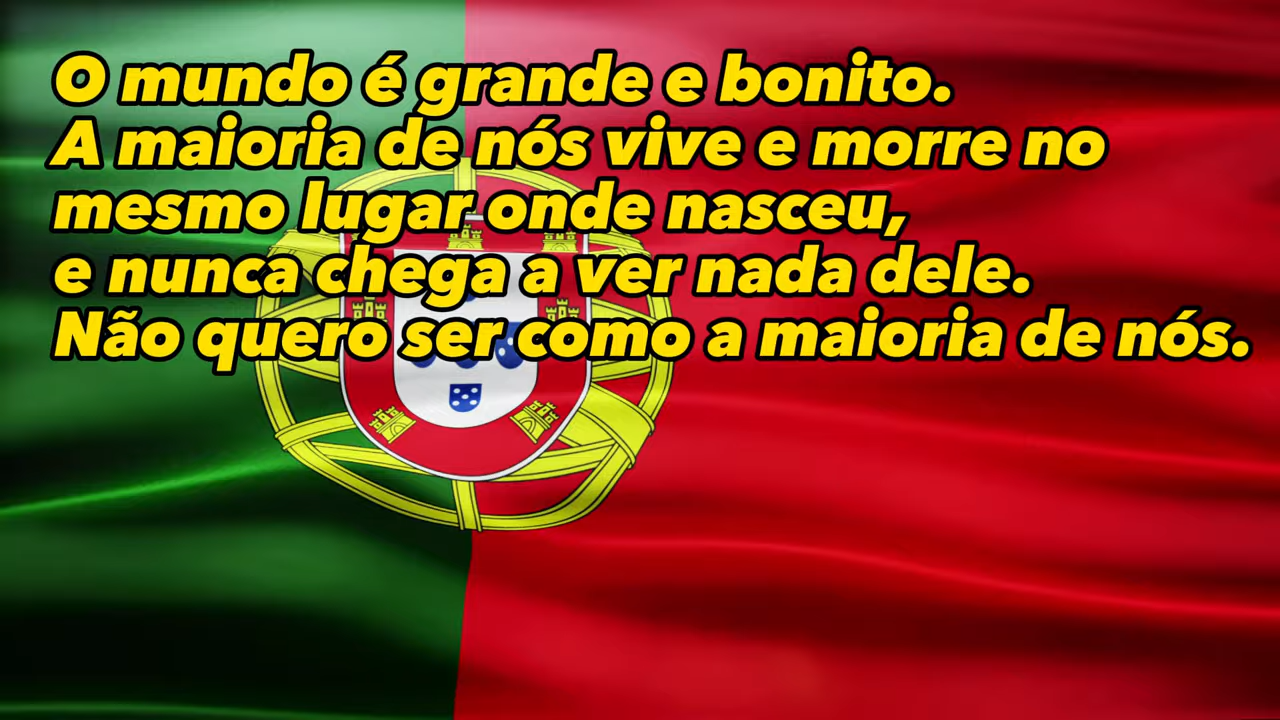 O mundo é grande e bonito.
A maioria de nós vive e morre no
mesmo lugar onde nasceu,
e nunca chega a ver nada dele.
Não quero ser como a maioria de nós.